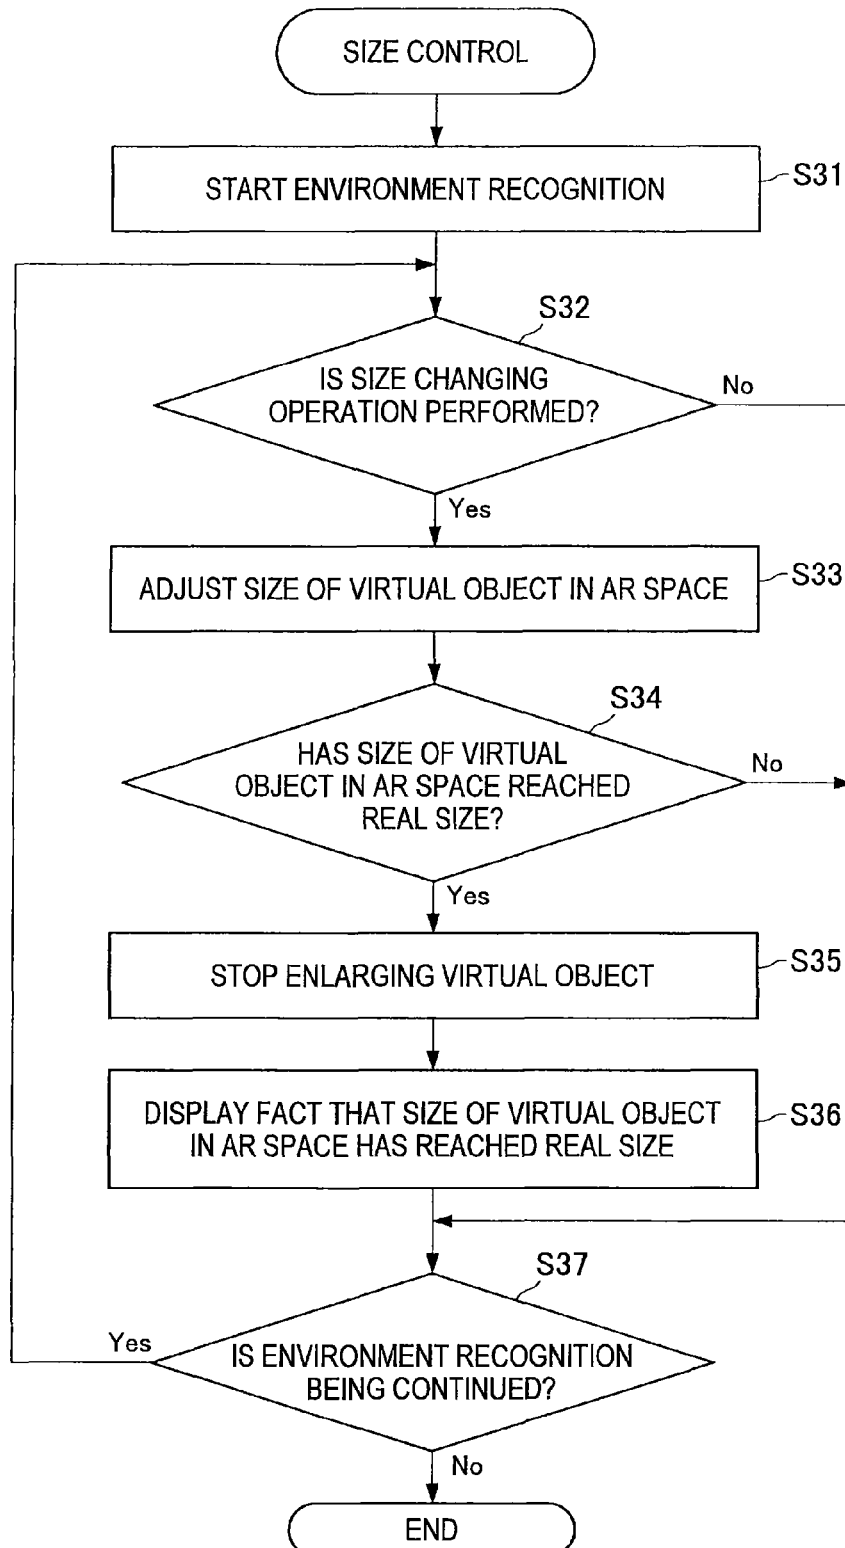 SIZE CONTROL
START ENVIRONMENT RECOGNITION
S31
S32
IS SIZE CHANGING
OPERATION PERFORMED?
No
Yes
ADJUST SIZE OF VIRTUAL OBJECT IN AR SPACE
S33
S34
HAS SIZE OF VIRTUAL
OBJECT IN AR SPACE REACHED
REAL SIZE?
No
Yes
STOP ENLARGING VIRTUAL OBJECT
S35
DISPLAY FACT THAT SIZE OF VIRTUAL OBJECT
IN AR SPACE HAS REACHED REAL SIZE
S36
S37
Yes
IS ENVIRONMENT RECOGNITION
BEING CONTINUED?
No
END